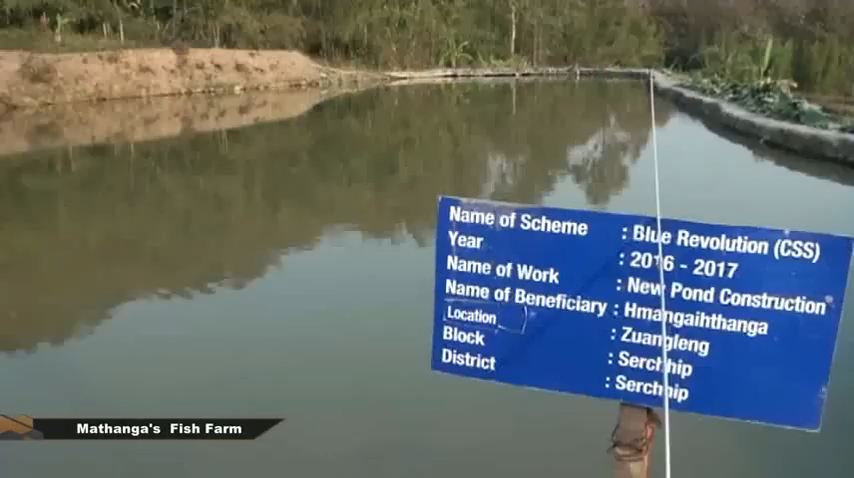 Name of Scheme : Blue Revolution (CSS)
Year : 2016 - 2017
Name of Work : New Pond Construction
Name of Beneficiary : Hmangaihthanga
Location : Zuangleng
Block : Serchhip
District : Serchhip
Mathanga's Fish Farm